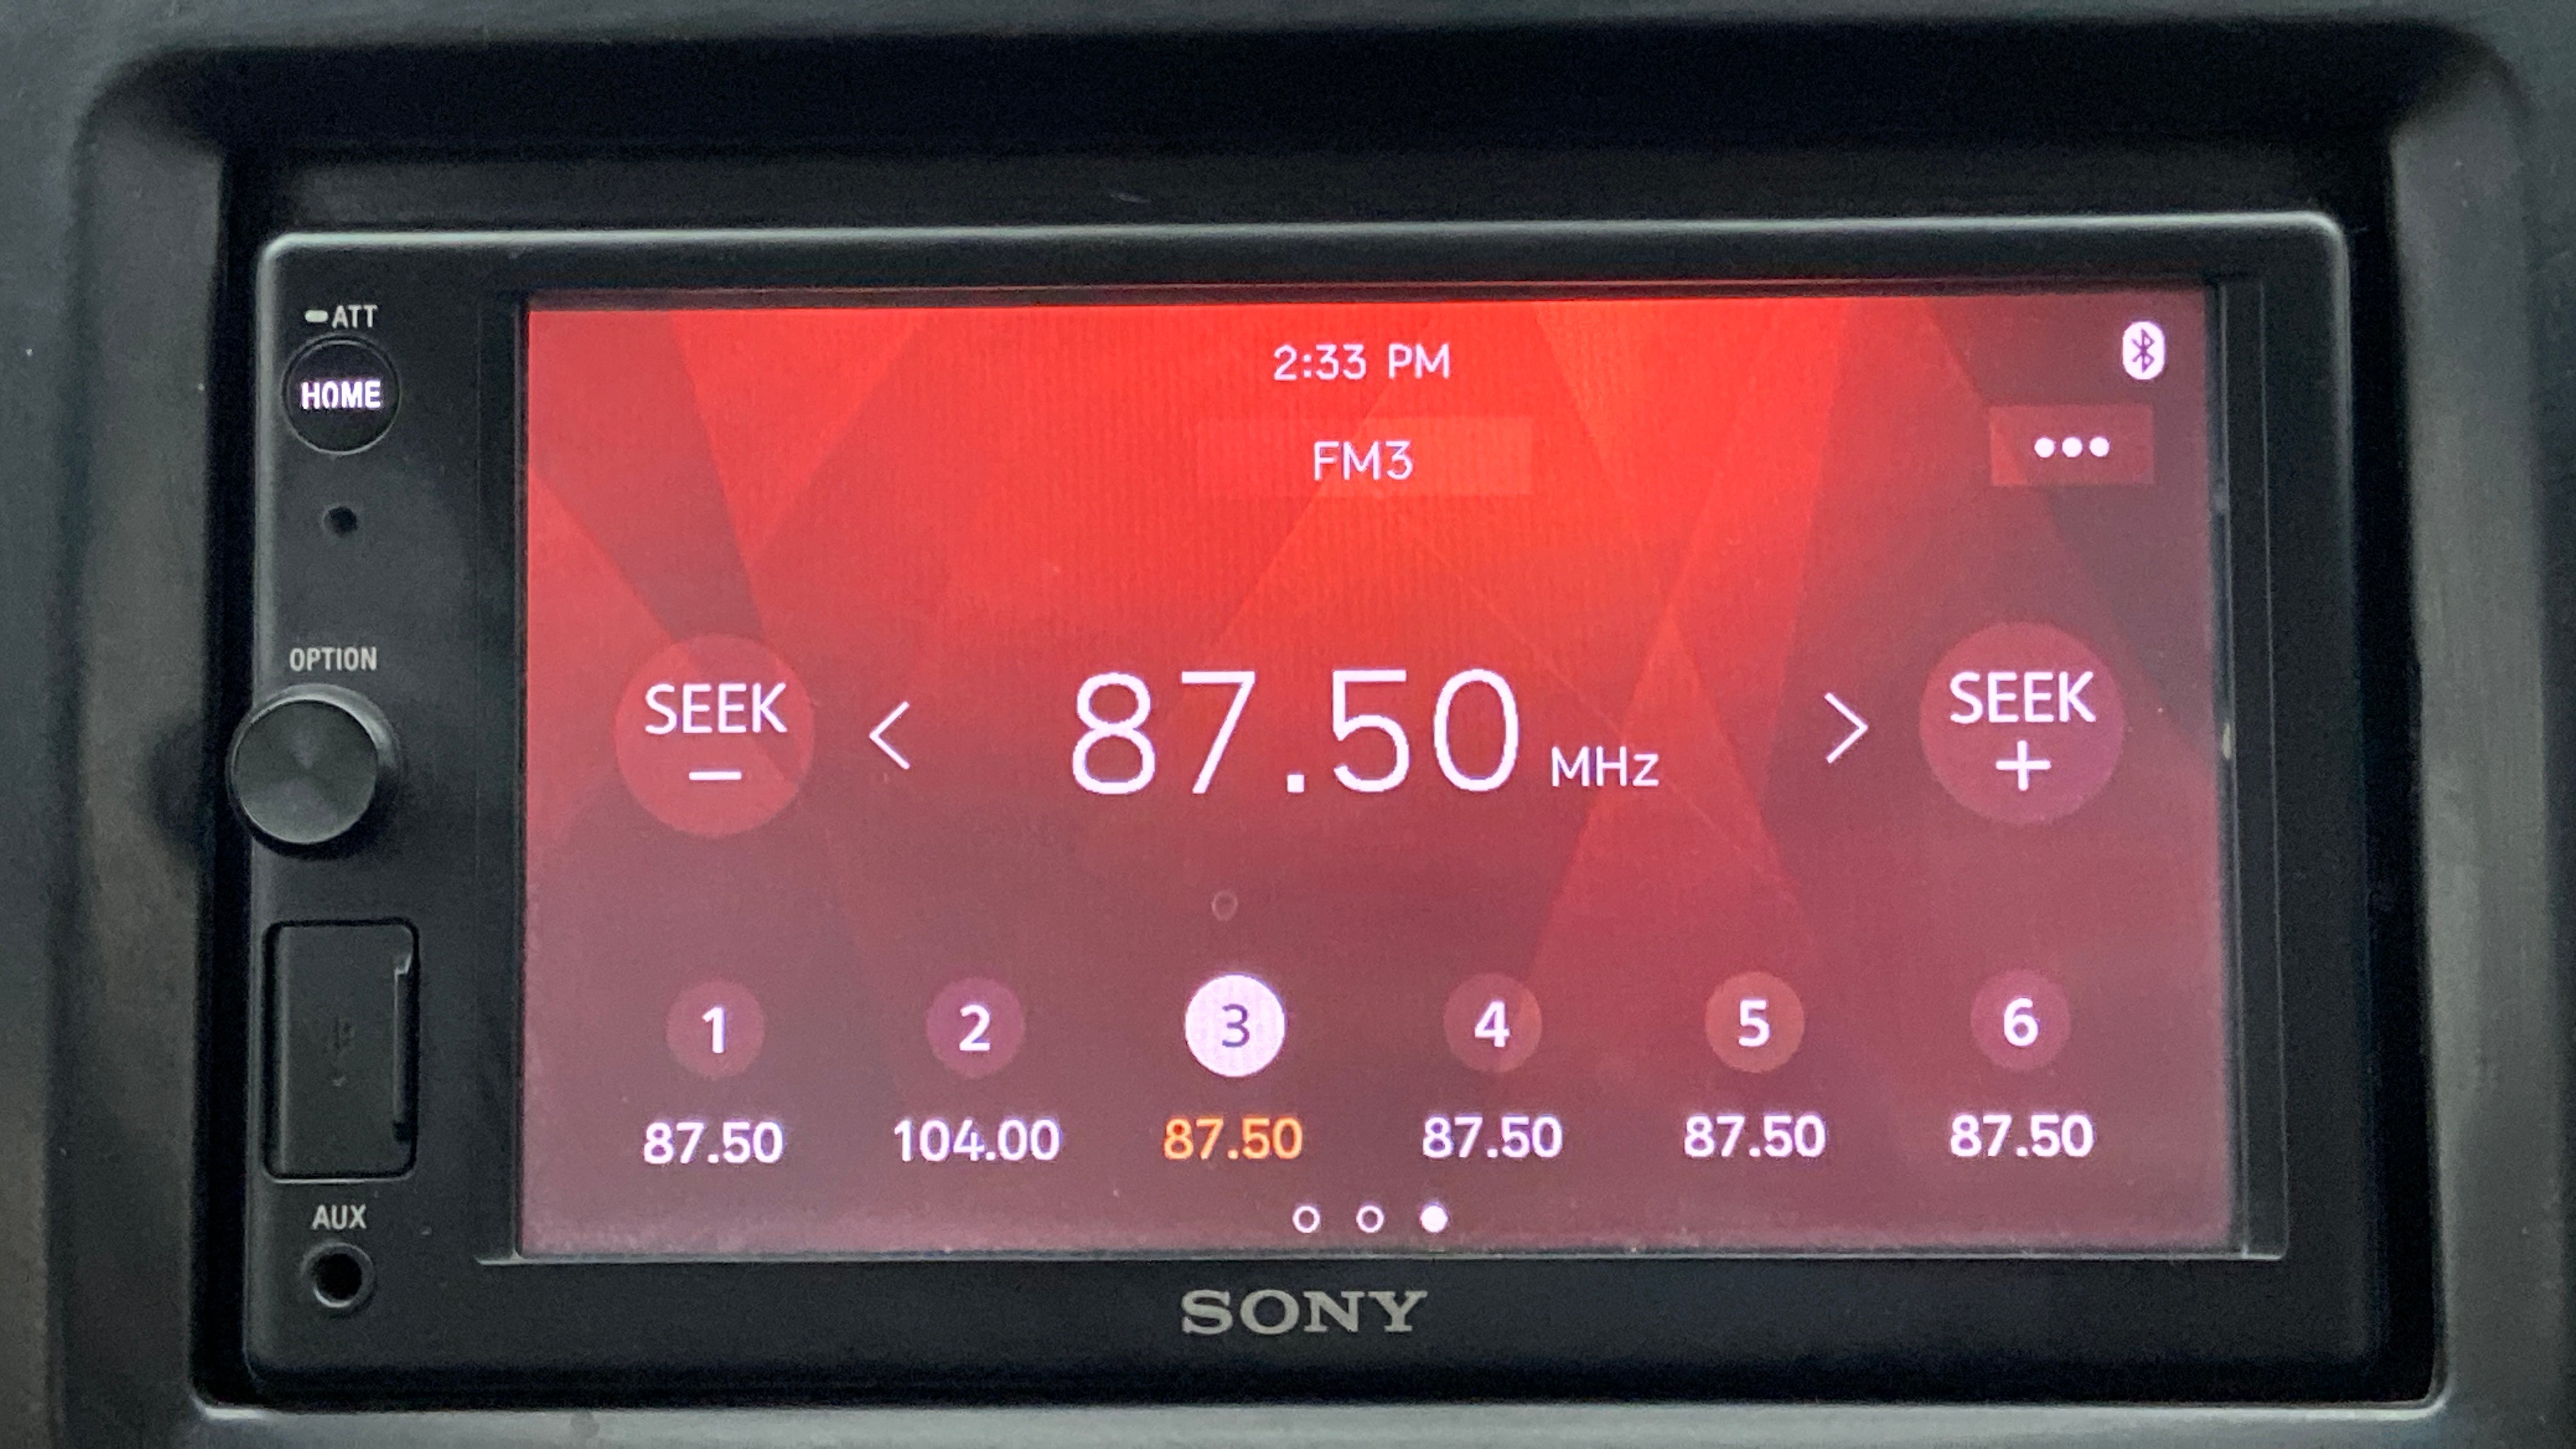 ATT
HOME
OPTION
AUX
2:33 PM
FM3
SEEK
−
< 87.50 MHz >
SEEK
+
1 2 3 4 5 6
87.50 104.00 87.50 87.50 87.50 87.50
SONY